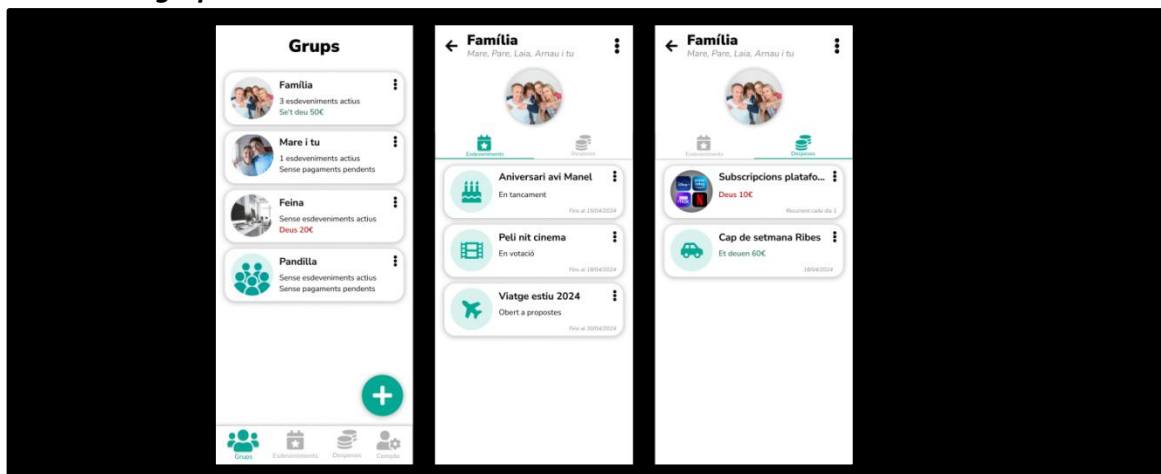 Grups
Família
3 esdeveniments actius
Se't deu 50€
Mare i tu
1 esdeveniments actius
Sense pagaments pendents
Feina
Sense esdeveniments actius
Deus 20€
Pandilla
Sense esdeveniments actius
Sense pagaments pendents
Grups
Esdeveniments
Despeses
Compte
Família
Mare, Pare, Laia, Arnau i tu
Esdeveniments
Despeses
Aniversari avi Manel
En tancament
Fins al 19/04/2024
Peli nit cinema
En votació
Fins al 18/04/2024
Viatge estiu 2024
Obert a propostes
Fins al 30/04/2024
Família
Mare, Pare, Laia, Arnau i tu
Esdeveniments
Despeses
Subscripcions platafo...
Deus 10€
Recurrent cada dia 1
Cap de setmana Ribes
Et deuen 60€
18/04/2024